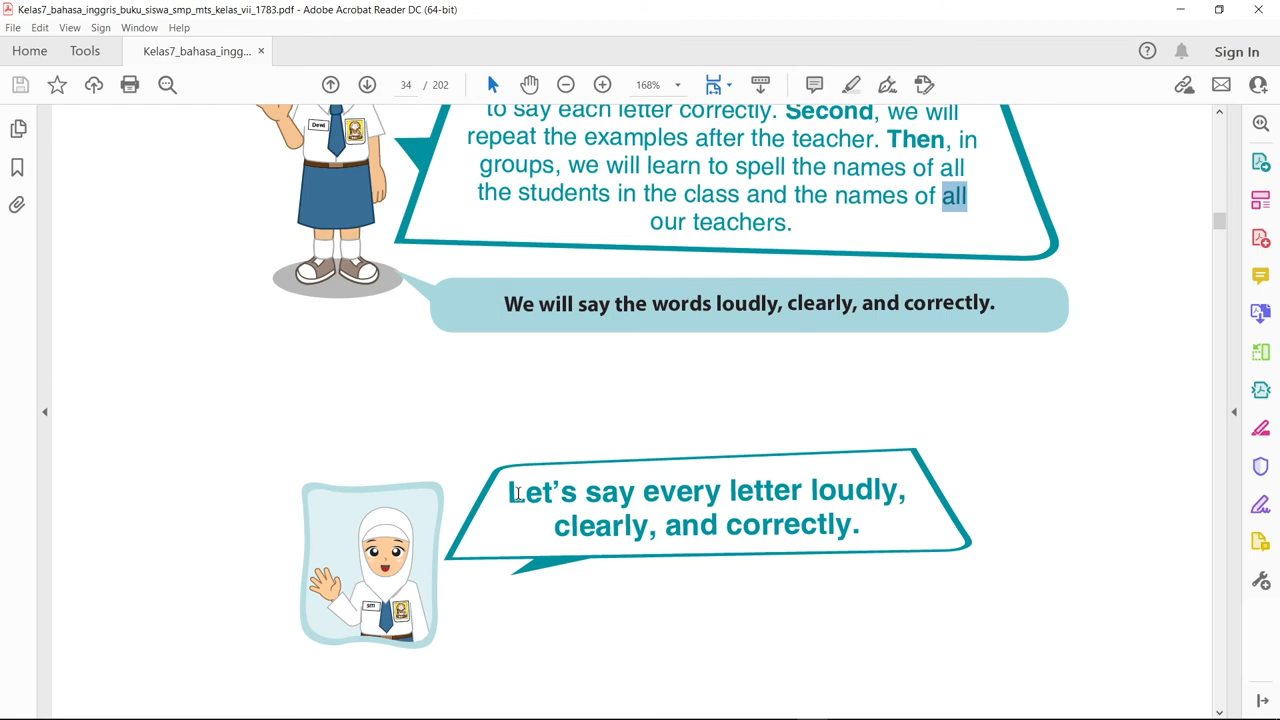 Kelas7_bahasa_inggris_buku_siswa_smp_mts_kelas_vii_1783.pdf - Adobe Acrobat Reader DC (64-bit)
File Edit View Sign Window Help
Home Tools Kelas7_bahasa_ingg... × Sign In
34 / 202 168%
to say each letter correctly. Second, we will
repeat the examples after the teacher. Then, in
groups, we will learn to spell the names of all
the students in the class and the names of all
our teachers.
Dewi
We will say the words loudly, clearly, and correctly.
Let's say every letter loudly,
clearly, and correctly.
SITI